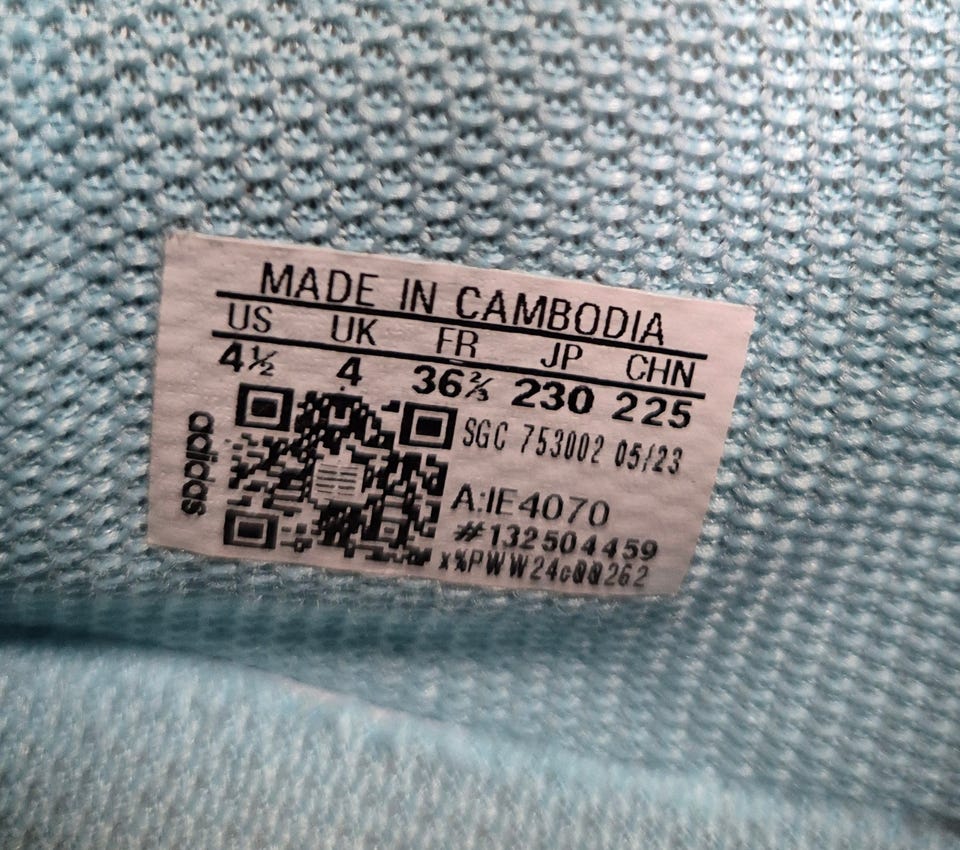 MADE IN CAMBODIA
US UK FR JP CHN
4½ 4 36⅔ 230 225
SGC 753002 05/23
A:IE4070
#132504459
x%PWW24c00262
adidas